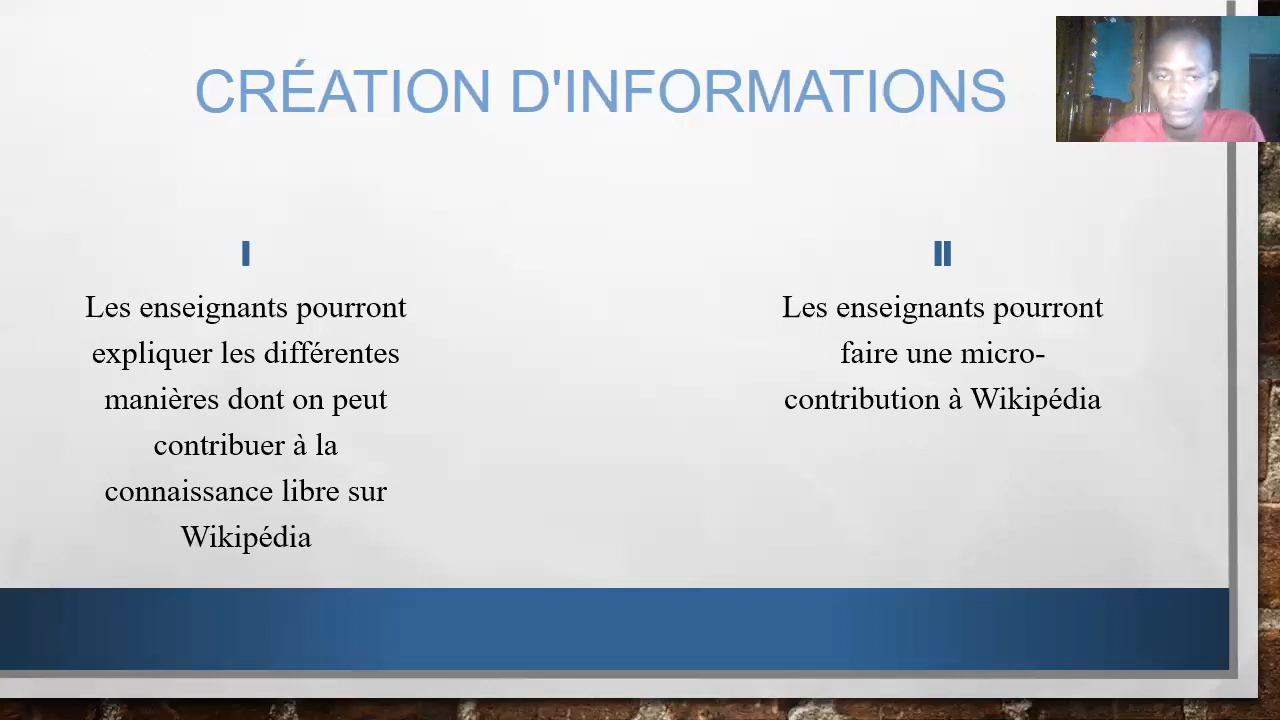 CRÉATION D'INFORMATIONS
I
Les enseignants pourront
expliquer les différentes
manières dont on peut
contribuer à la
connaissance libre sur
Wikipédia
II
Les enseignants pourront
faire une micro-
contribution à Wikipédia